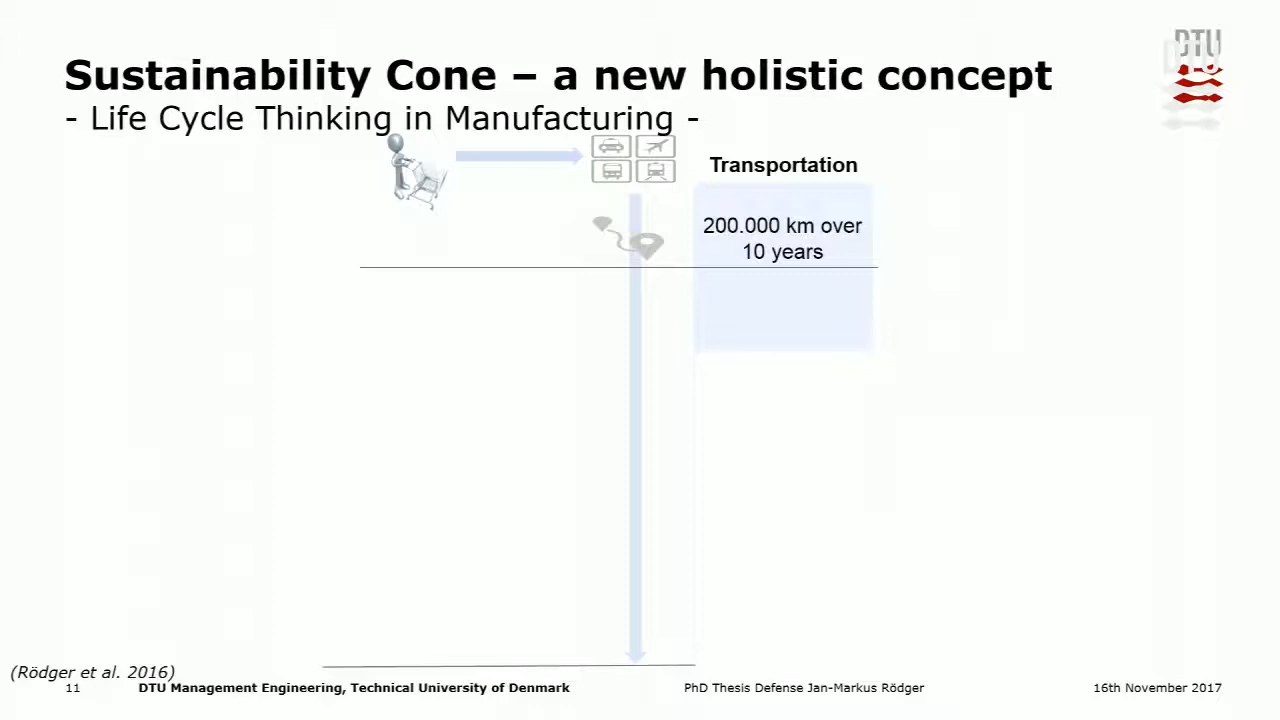 Sustainability Cone – a new holistic concept
- Life Cycle Thinking in Manufacturing -
DTU
Transportation
200.000 km over
10 years
(Rödger et al. 2016)
11 DTU Management Engineering, Technical University of Denmark PhD Thesis Defense Jan-Markus Rödger 16th November 2017